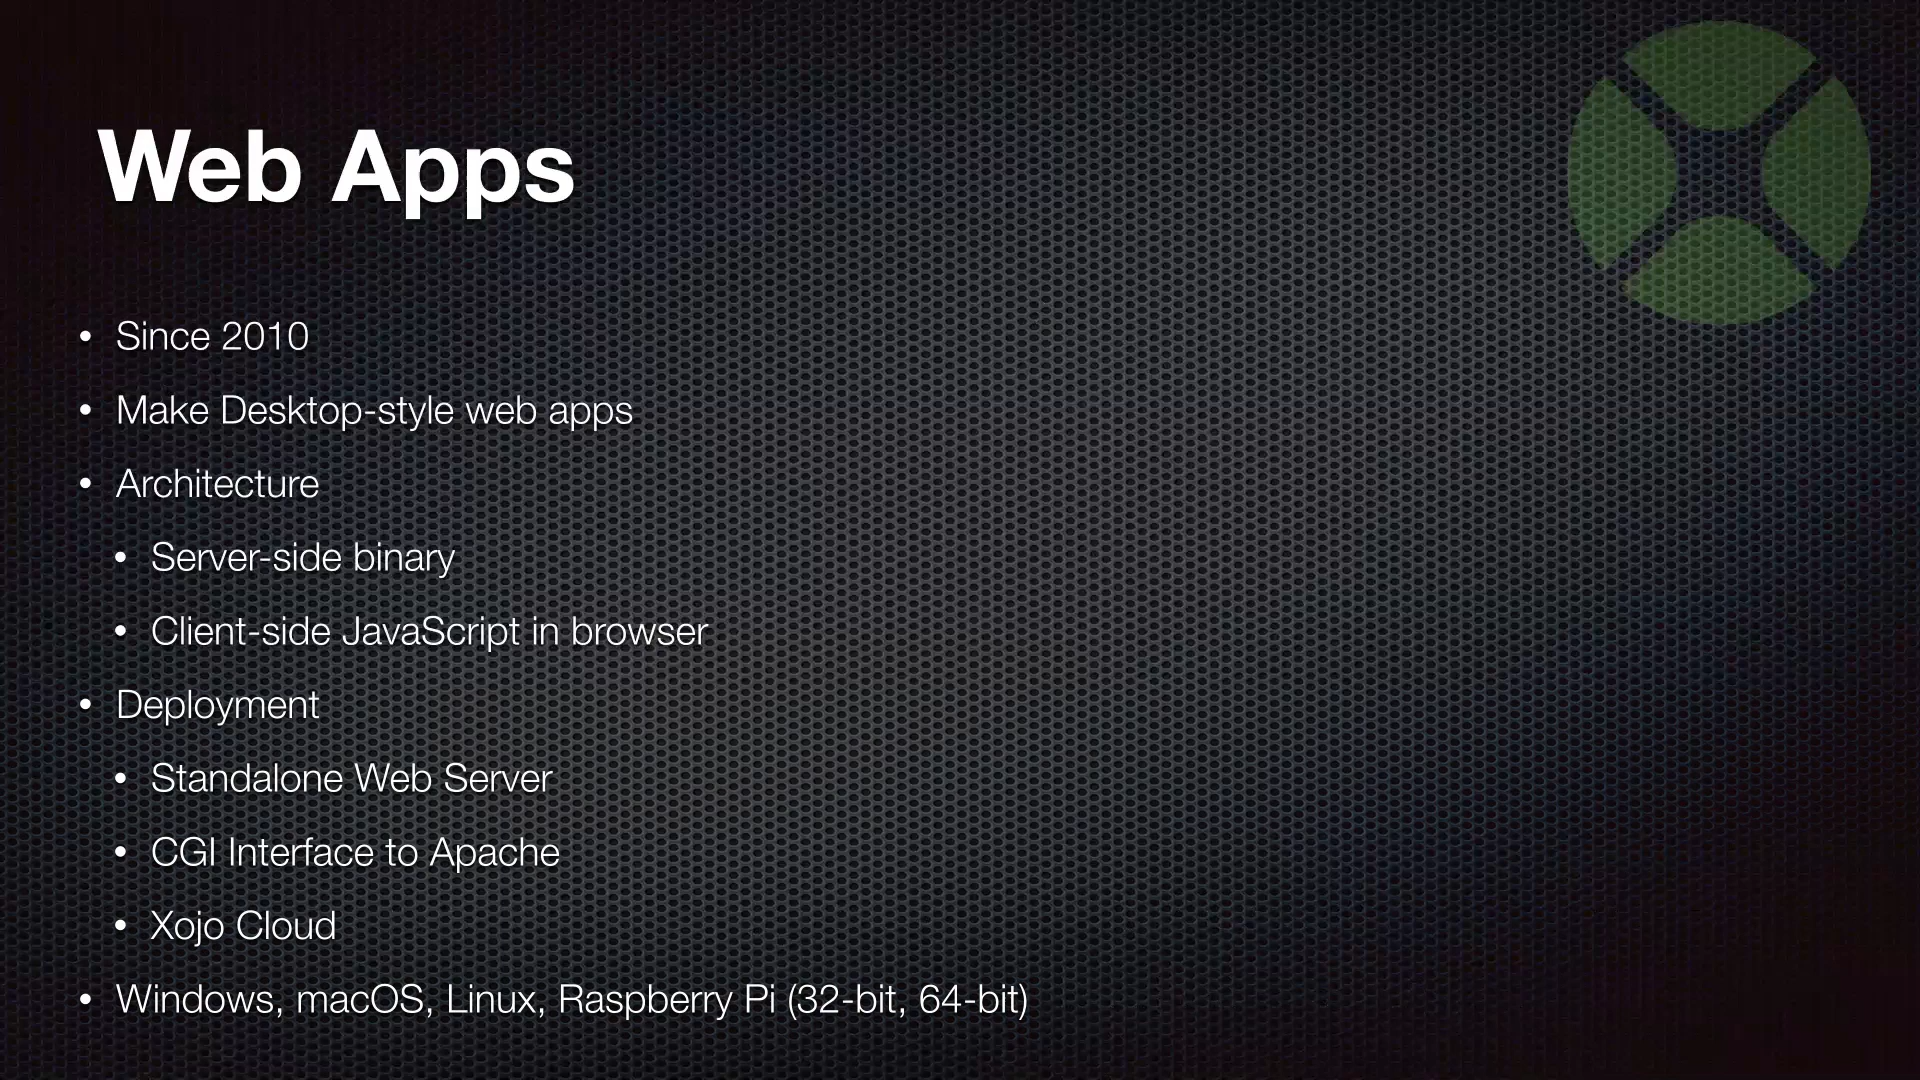 Web Apps
• Since 2010
• Make Desktop-style web apps
• Architecture
• Server-side binary
• Client-side JavaScript in browser
• Deployment
• Standalone Web Server
• CGI Interface to Apache
• Xojo Cloud
• Windows, macOS, Linux, Raspberry Pi (32-bit, 64-bit)